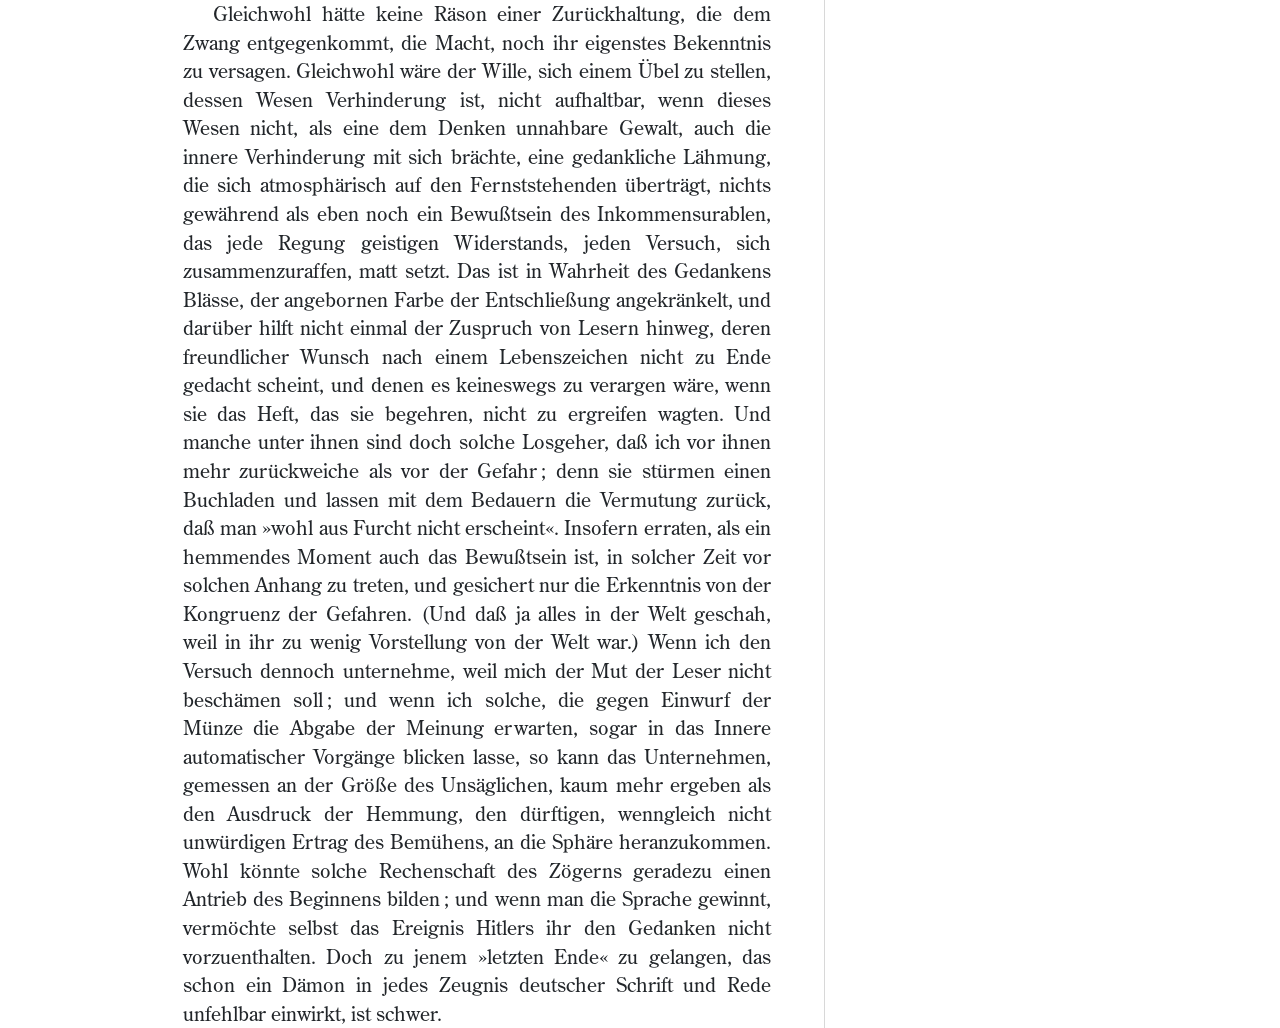 Gleichwohl hätte keine Räson einer Zurückhaltung, die dem
Zwang entgegenkommt, die Macht, noch ihr eigenstes Bekenntnis
zu versagen. Gleichwohl wäre der Wille, sich einem Übel zu stellen,
dessen Wesen Verhinderung ist, nicht aufhaltbar, wenn dieses
Wesen nicht, als eine dem Denken unnahbare Gewalt, auch die
innere Verhinderung mit sich brächte, eine gedankliche Lähmung,
die sich atmosphärisch auf den Fernststehenden überträgt, nichts
gewährend als eben noch ein Bewußtsein des Inkommensurablen,
das jede Regung geistigen Widerstands, jeden Versuch, sich
zusammenzuraffen, matt setzt. Das ist in Wahrheit des Gedankens
Blässe, der angebornen Farbe der Entschließung angekränkelt, und
darüber hilft nicht einmal der Zuspruch von Lesern hinweg, deren
freundlicher Wunsch nach einem Lebenszeichen nicht zu Ende
gedacht scheint, und denen es keineswegs zu verargen wäre, wenn
sie das Heft, das sie begehren, nicht zu ergreifen wagten. Und
manche unter ihnen sind doch solche Losgeher, daß ich vor ihnen
mehr zurückweiche als vor der Gefahr; denn sie stürmen einen
Buchladen und lassen mit dem Bedauern die Vermutung zurück,
daß man »wohl aus Furcht nicht erscheint«. Insofern erraten, als ein
hemmendes Moment auch das Bewußtsein ist, in solcher Zeit vor
solchen Anhang zu treten, und gesichert nur die Erkenntnis von der
Kongruenz der Gefahren. (Und daß ja alles in der Welt geschah,
weil in ihr zu wenig Vorstellung von der Welt war.) Wenn ich den
Versuch dennoch unternehme, weil mich der Mut der Leser nicht
beschämen soll; und wenn ich solche, die gegen Einwurf der
Münze die Abgabe der Meinung erwarten, sogar in das Innere
automatischer Vorgänge blicken lasse, so kann das Unternehmen,
gemessen an der Größe des Unsäglichen, kaum mehr ergeben als
den Ausdruck der Hemmung, den dürftigen, wenngleich nicht
unwürdigen Ertrag des Bemühens, an die Sphäre heranzukommen.
Wohl könnte solche Rechenschaft des Zögerns geradezu einen
Antrieb des Beginnens bilden; und wenn man die Sprache gewinnt,
vermöchte selbst das Ereignis Hitlers ihr den Gedanken nicht
vorzuenthalten. Doch zu jenem »letzten Ende« zu gelangen, das
schon ein Dämon in jedes Zeugnis deutscher Schrift und Rede
unfehlbar einwirkt, ist schwer.